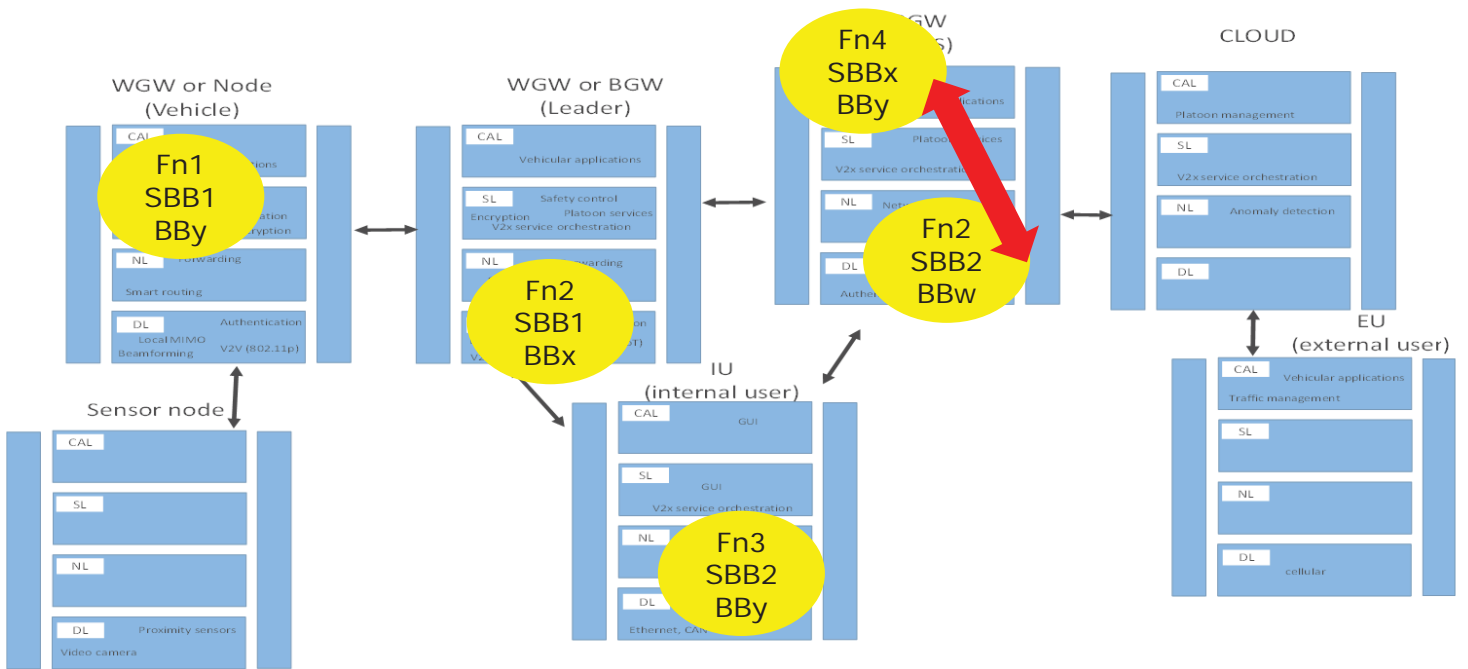 WGW or Node
(Vehicle)
CAL
Fn1
SBB1
BBy
NL
Forwarding
Smart routing
DL
Authentication
Local MIMO
V2V (802.11p)
Beamforming
Sensor node
CAL
SL
NL
DL
Proximity sensors
Video camera
WGW or BGW
(Leader)
CAL
Vehicular applications
SL
Safety control
Encryption
Platoon services
V2x service orchestration
NL
Fn2
SBB1
BBx
IU
(internal user)
CAL
GUI
SL
GUI
V2x service orchestration
NL
Fn3
SBB2
BBy
DL
Ethernet, CAN
Fn4
SBBx
BBy
SL
V2x service orchestration
NL
Fn2
SBB2
BBw
DL
CLOUD
CAL
Platoon management
SL
V2x service orchestration
NL
Anomaly detection
DL
EU
(external user)
CAL
Vehicular applications
Traffic management
SL
NL
DL
cellular